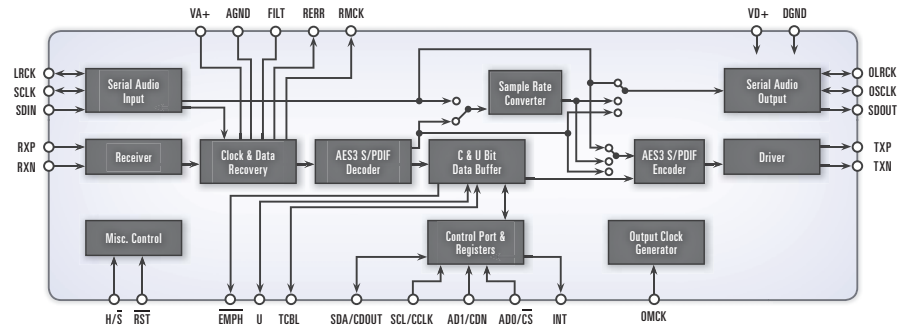 VA+ AGND FILT RERR RMCK VD+ DGND
LRCK
SCLK
SDIN
Serial Audio
Input
Sample Rate
Converter
Serial Audio
Output
OLRCK
OSCLK
SDOUT
RXP
RXN
Receiver
Clock & Data
Recovery
AES3 S/PDIF
Decoder
C & U Bit
Data Buffer
AES3 S/PDIF
Encoder
Driver
TXP
TXN
Misc. Control
Control Port &
Registers
Output Clock
Generator
H/S̅ R̅S̅T̅ E̅M̅P̅H̅ U TCBL SDA/CDOUT SCL/CCLK AD1/CDN AD0/C̅S̅ INT OMCK